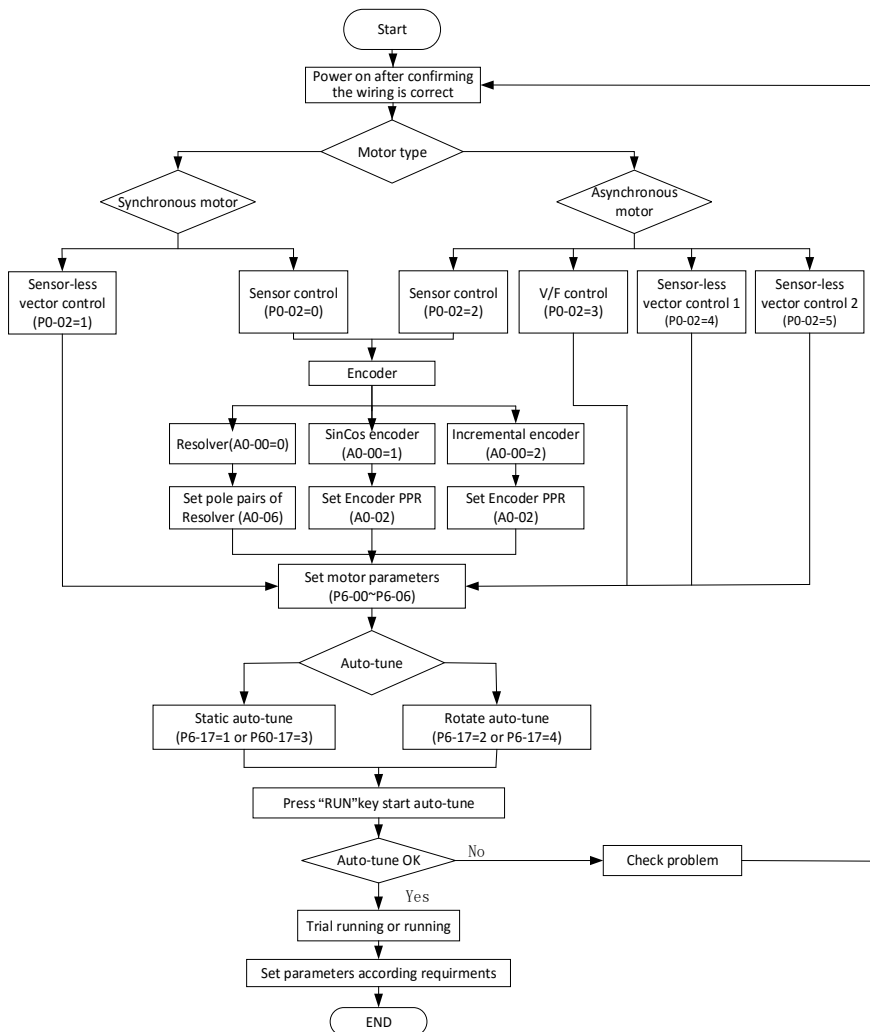 Start
Power on after confirming
the wiring is correct
Motor type
Synchronous motor
Asynchronous
motor
Sensor-less
vector control
(P0-02=1)
Sensor control
(P0-02=0)
Sensor control
(P0-02=2)
V/F control
(P0-02=3)
Sensor-less
vector control 1
(P0-02=4)
Sensor-less
vector control 2
(P0-02=5)
Encoder
Resolver(A0-00=0)
SinCos encoder
(A0-00=1)
Incremental encoder
(A0-00=2)
Set pole pairs of
Resolver (A0-06)
Set Encoder PPR
(A0-02)
Set Encoder PPR
(A0-02)
Set motor parameters
(P6-00~P6-06)
Auto-tune
Static auto-tune
(P6-17=1 or P60-17=3)
Rotate auto-tune
(P6-17=2 or P6-17=4)
Press “RUN”key start auto-tune
Auto-tune OK
No
Check problem
Yes
Trial running or running
Set parameters according requirments
END